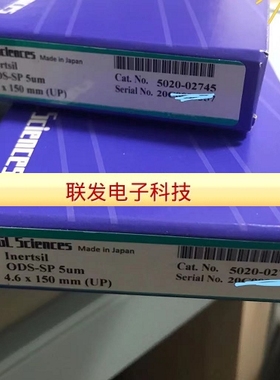 Sciences
Made in Japan
Inertsil
ODS-SP 5um
x 150 mm (UP)
Cat. No. 5020-02745
Serial No.
联发电子科技
Sciences
Made in Japan
Inertsil
ODS-SP 5um
4.6 x 150 mm (UP)
Cat. No. 5020-02
Serial No.